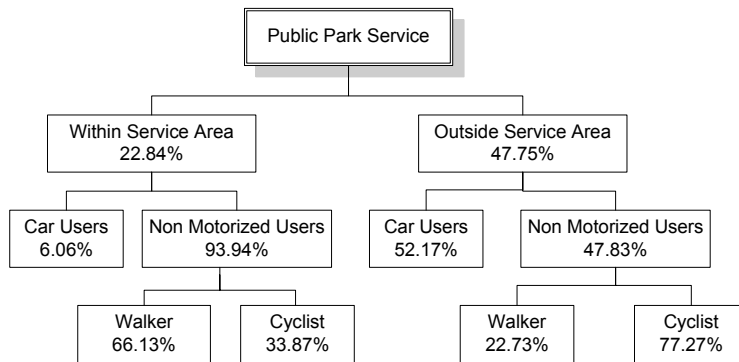 Public Park Service
Within Service Area
22.84%
Outside Service Area
47.75%
Car Users
6.06%
Non Motorized Users
93.94%
Car Users
52.17%
Non Motorized Users
47.83%
Walker
66.13%
Cyclist
33.87%
Walker
22.73%
Cyclist
77.27%